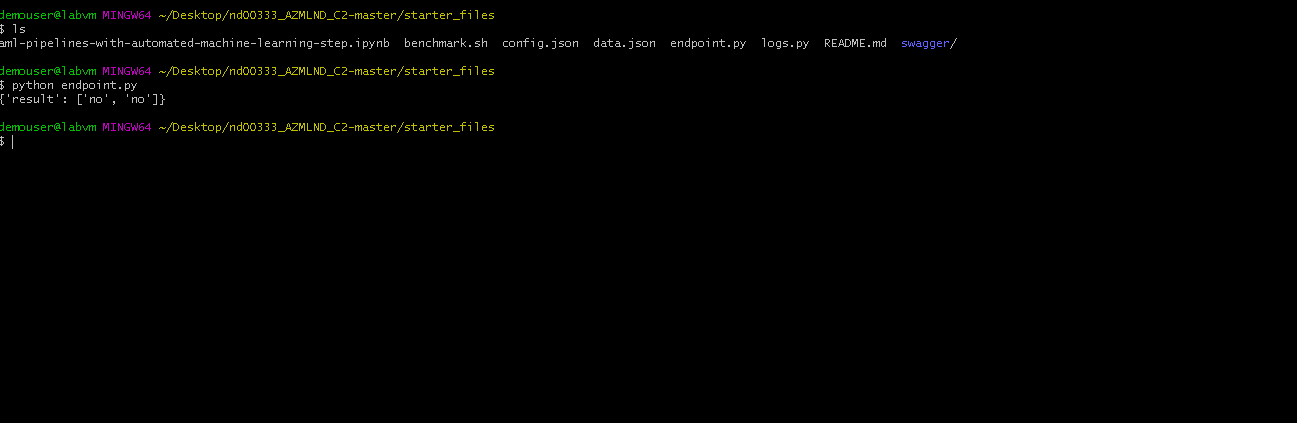 demouser@labvm MINGW64 ~/Desktop/nd00333_AZMLND_C2-master/starter_files
$ ls
aml-pipelines-with-automated-machine-learning-step.ipynb  benchmark.sh  config.json  data.json  endpoint.py  logs.py  README.md  swagger/
demouser@labvm MINGW64 ~/Desktop/nd00333_AZMLND_C2-master/starter_files
$ python endpoint.py
{'result': ['no', 'no']}
demouser@labvm MINGW64 ~/Desktop/nd00333_AZMLND_C2-master/starter_files
$